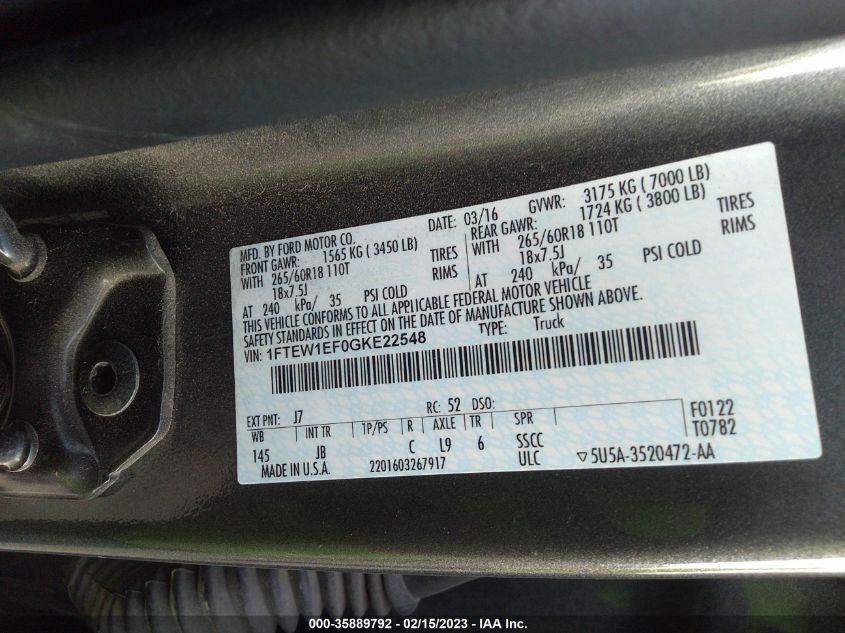 MFD. BY FORD MOTOR CO.
DATE: 03/16 GVWR: 3175 KG ( 7000 LB)
FRONT GAWR: 1565 KG ( 3450 LB) REAR GAWR: 1724 KG ( 3800 LB)
WITH 265/60R18 110T TIRES WITH 265/60R18 110T TIRES
18x7.5J RIMS 18x7.5J RIMS
AT 240 kPa/ 35 PSI COLD AT 240 kPa/ 35 PSI COLD
THIS VEHICLE CONFORMS TO ALL APPLICABLE FEDERAL MOTOR VEHICLE
SAFETY STANDARDS IN EFFECT ON THE DATE OF MANUFACTURE SHOWN ABOVE.
VIN: 1FTEW1EF0GKE22548 TYPE: Truck
EXT PNT: J7 RC: 52 DSO: F0122
WB INT TR TP/PS R AXLE TR SPR T0782
145 JB C L9 6 SSCC
MADE IN U.S.A. 2201603267917 ULC ▽5U5A-3520472-AA
000-35889792 - 02/15/2023 - IAA Inc.